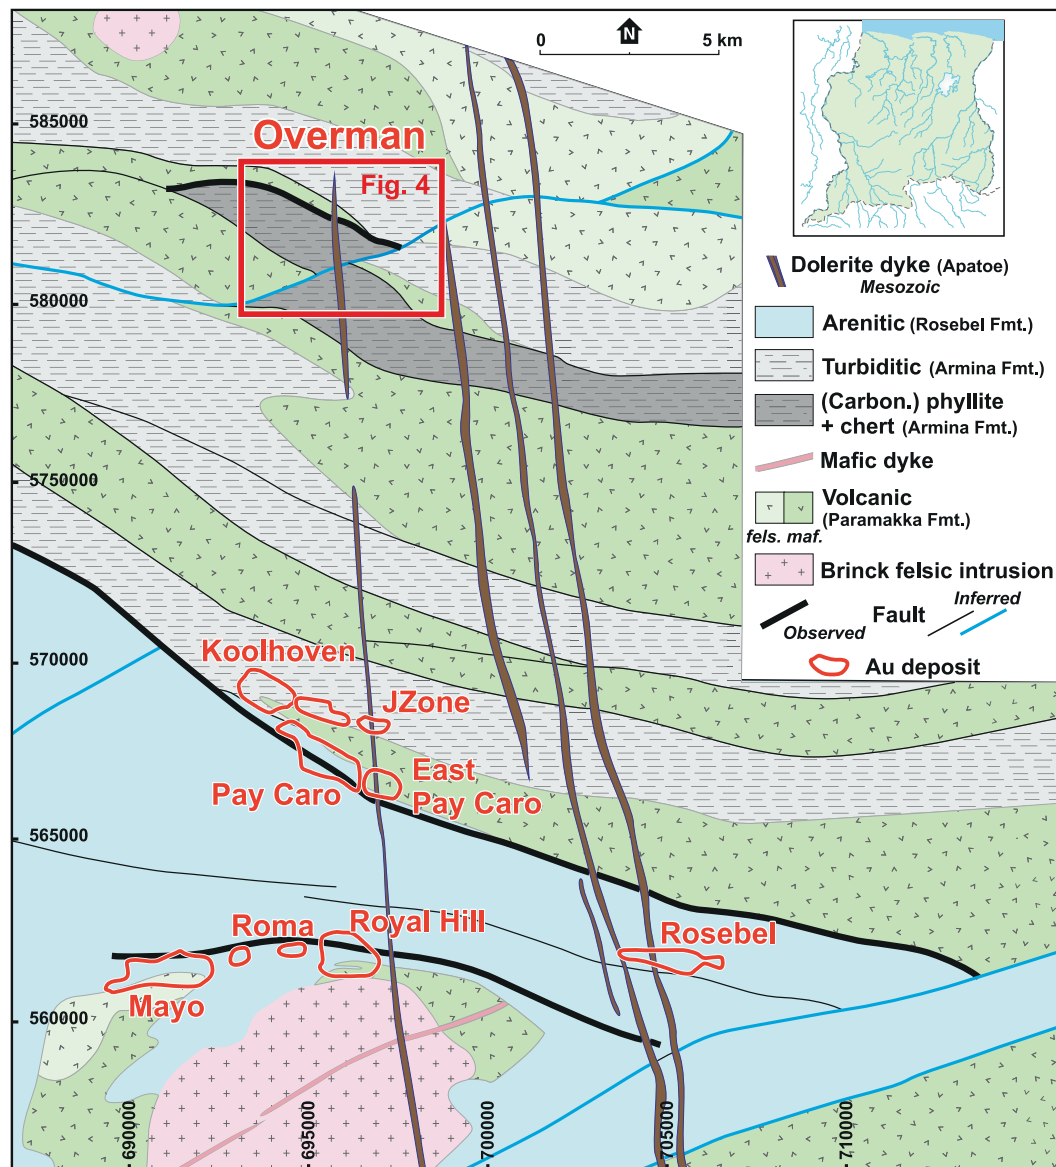 N
0 5 km
585000
Overman
Fig. 4
580000
5750000
570000
Koolhoven
JZone
Pay Caro
East
Pay Caro
565000
Roma
Royal Hill
Rosebel
Mayo
560000
690000
695000
700000
705000
710000
Dolerite dyke (Apatoe)
Mesozoic
Arenitic (Rosebel Fmt.)
Turbiditic (Armina Fmt.)
(Carbon.) phyllite
+ chert (Armina Fmt.)
Mafic dyke
Volcanic
(Paramakka Fmt.)
fels. maf.
Brinck felsic intrusion
Fault
Observed
Inferred
Au deposit